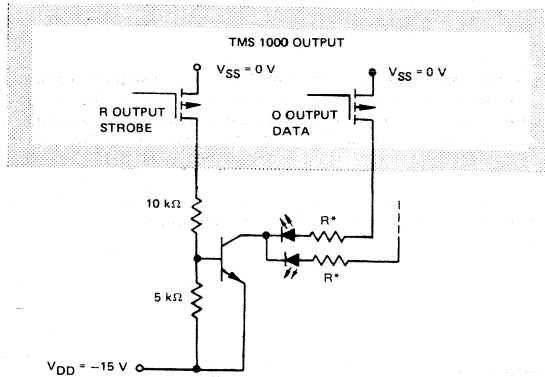 TMS 1000 OUTPUT
VSS = 0 V
VSS = 0 V
R OUTPUT
STROBE
O OUTPUT
DATA
10 kΩ
R*
R*
5 kΩ
VDD = −15 V